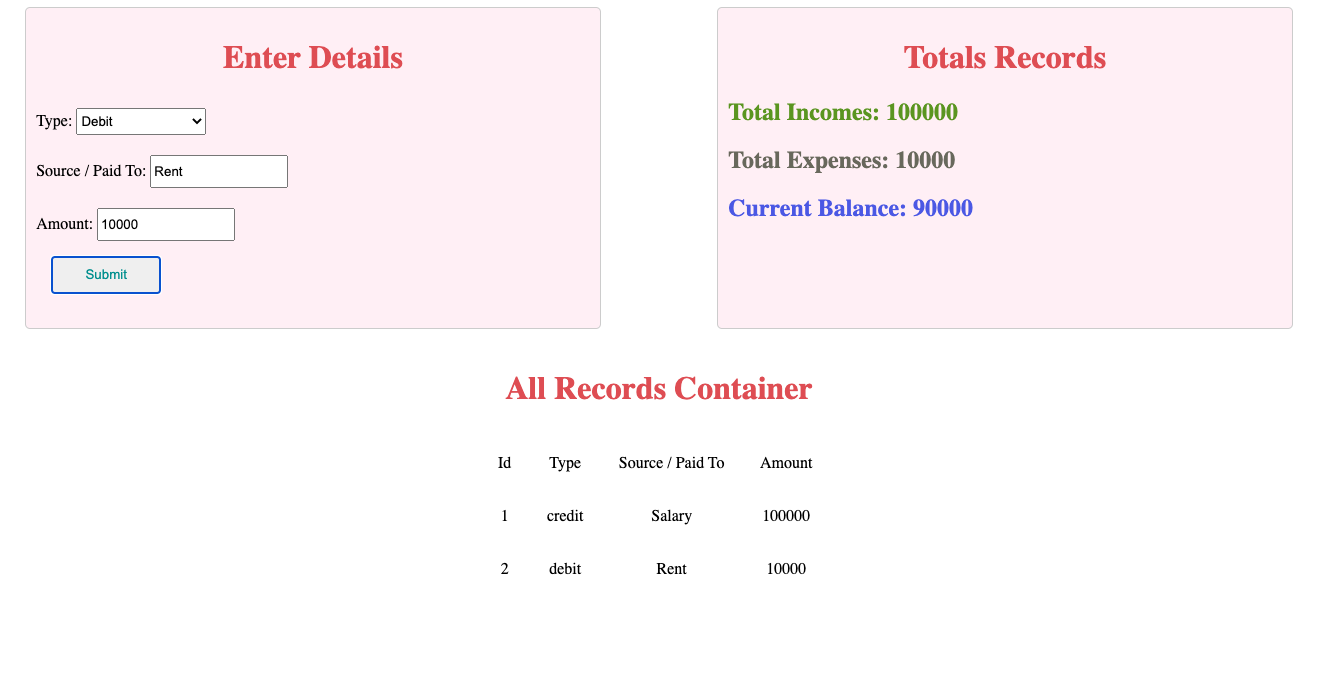 Enter Details
Type: Debit
Source / Paid To: Rent
Amount: 10000
Submit
Totals Records
Total Incomes: 100000
Total Expenses: 10000
Current Balance: 90000
All Records Container
Id Type Source / Paid To Amount
1 credit Salary 100000
2 debit Rent 10000